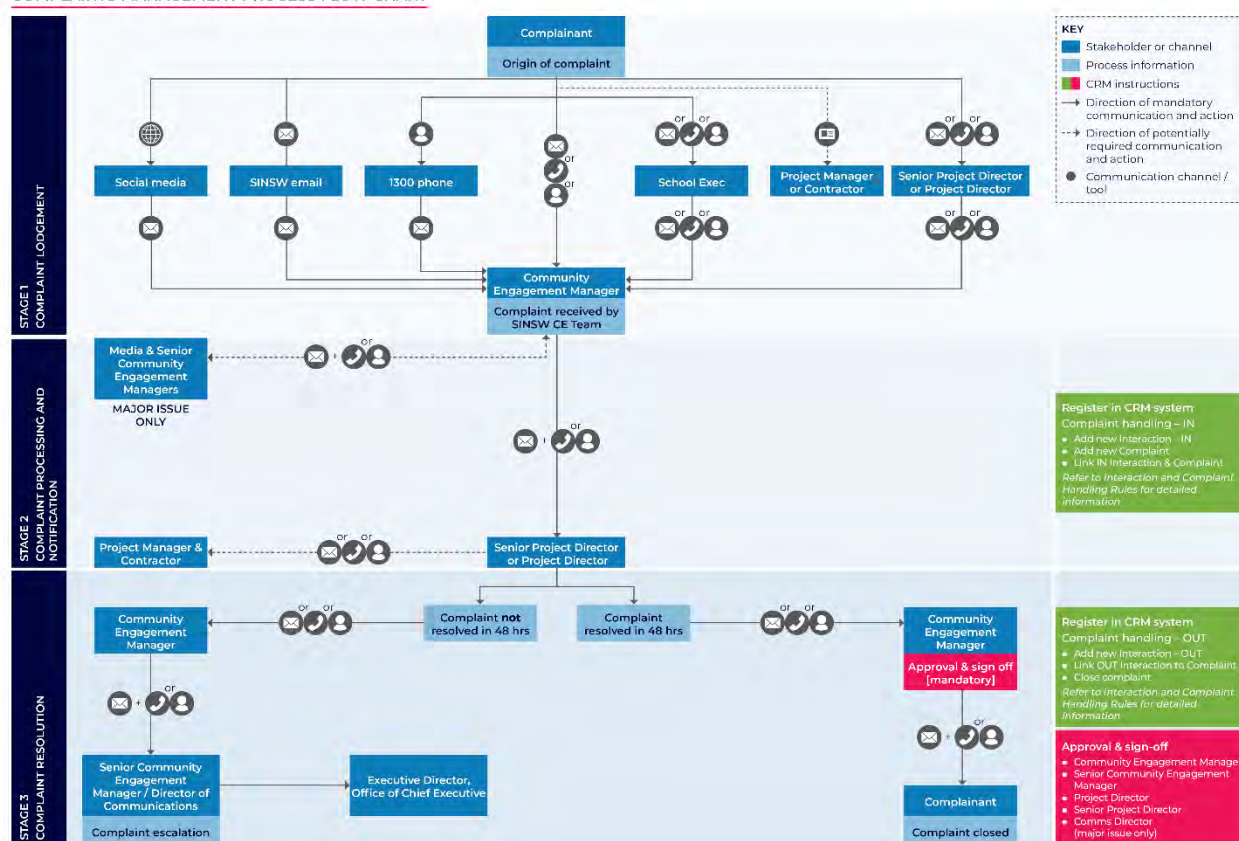 COMPLAINTS MANAGEMENT PROCESS FLOW CHART
STAGE 1
COMPLAINT LODGEMENT
Complainant
Origin of complaint
or
or
or
or
or
or
Social media
SINSW email
1300 phone
School Exec
Project Manager
or Contractor
Senior Project Director
or Project Director
or
or
or
or
Community
Engagement Manager
Complaint received by
SINSW CE Team
KEY
Stakeholder or channel
Process information
CRM instructions
Direction of mandatory
communication and action
Direction of potentially
required communication
and action
Communication channel /
tool
STAGE 2
COMPLAINT PROCESSING AND
NOTIFICATION
Media & Senior
Community
Engagement
Managers
MAJOR ISSUE
ONLY
+ or
+ or
Project Manager &
Contractor
or or
Senior Project Director
or Project Director
Register in CRM system
Complaint handling – IN
Add new Interaction – IN
Add new Complaint
Link IN Interaction & Complaint
Refer to Interaction and Complaint
Handling Rules for detailed
information
STAGE 3
COMPLAINT RESOLUTION
Community
Engagement
Manager
or or
Complaint not
resolved in 48 hrs
Complaint
resolved in 48 hrs
or or
Community
Engagement
Manager
Approval & sign off
[mandatory]
+ or
+ or
Senior Community
Engagement
Manager / Director of
Communications
Complaint escalation
Executive Director,
Office of Chief Executive
Complainant
Complaint closed
Register in CRM system
Complaint handling – OUT
Add new Interaction – OUT
Link OUT Interaction to Complaint
Close complaint
Refer to Interaction and Complaint
Handling Rules for detailed
information
Approval & sign-off
Community Engagement Manage
Senior Community Engagement
Manager
Project Director
Senior Project Director
Comms Director
(major issue only)